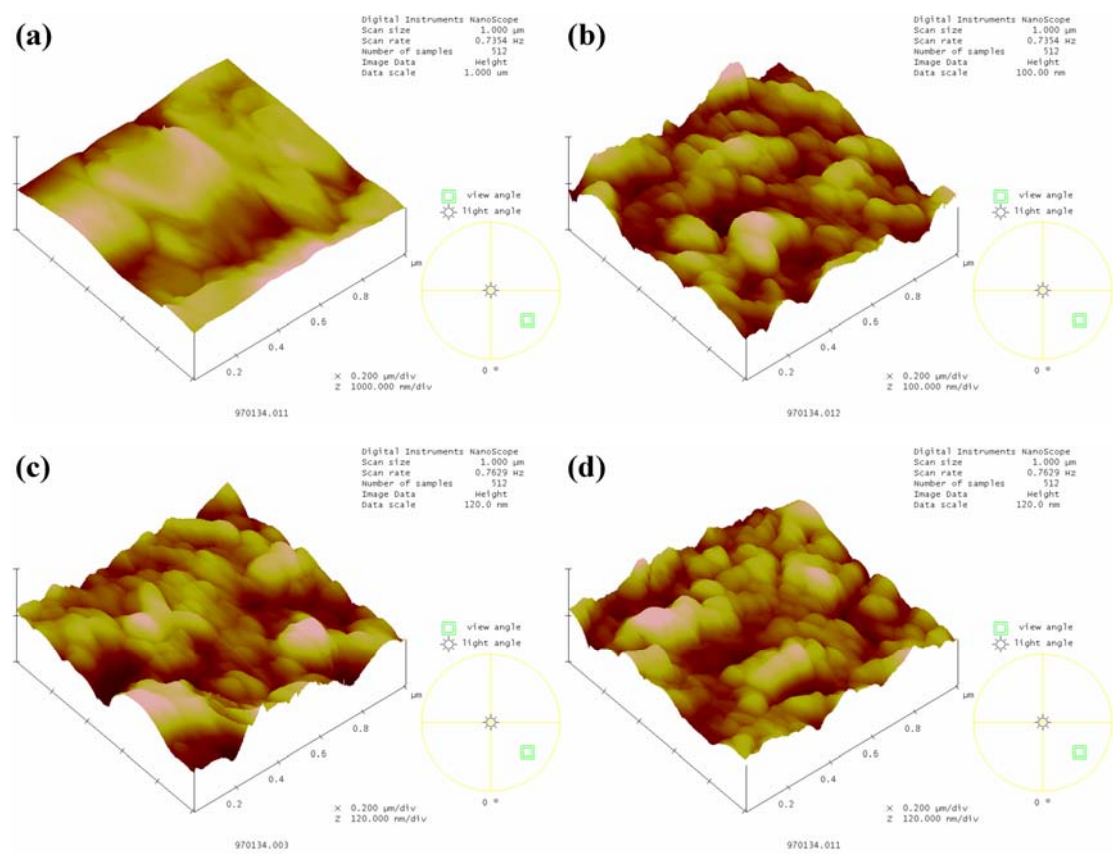 (a)
Digital Instruments NanoScope
Scan size 1.000 µm
Scan rate 0.7354 Hz
Number of samples 512
Image Data Height
Data scale 1.000 um
view angle
light angle
µm
0.8
0.6
0.4
0.2
0 °
X 0.200 µm/div
Z 1000.000 nm/div
970134.011
(b)
Digital Instruments NanoScope
Scan size 1.000 µm
Scan rate 0.7354 Hz
Number of samples 512
Image Data Height
Data scale 100.00 nm
view angle
light angle
µm
0.8
0.6
0.4
0.2
0 °
X 0.200 µm/div
Z 100.000 nm/div
970134.012
(c)
Digital Instruments NanoScope
Scan size 1.000 µm
Scan rate 0.7629 Hz
Number of samples 512
Image Data Height
Data scale 120.0 nm
view angle
light angle
µm
0.8
0.6
0.4
0.2
0 °
X 0.200 µm/div
Z 120.000 nm/div
970134.003
(d)
Digital Instruments NanoScope
Scan size 1.000 µm
Scan rate 0.7629 Hz
Number of samples 512
Image Data Height
Data scale 120.0 nm
view angle
light angle
µm
0.8
0.6
0.4
0.2
0 °
X 0.200 µm/div
Z 120.000 nm/div
970134.011